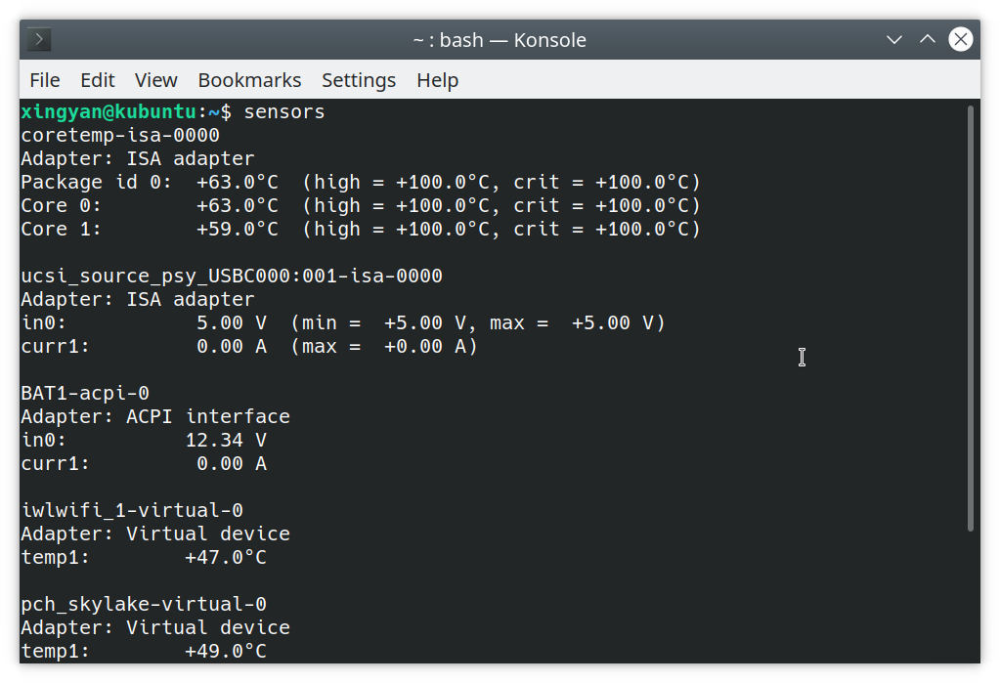 ~ : bash — Konsole
File Edit View Bookmarks Settings Help
xingyan@kubuntu:~$ sensors
coretemp-isa-0000
Adapter: ISA adapter
Package id 0:  +63.0°C  (high = +100.0°C, crit = +100.0°C)
Core 0:        +63.0°C  (high = +100.0°C, crit = +100.0°C)
Core 1:        +59.0°C  (high = +100.0°C, crit = +100.0°C)

ucsi_source_psy_USBC000:001-isa-0000
Adapter: ISA adapter
in0:           5.00 V  (min =  +5.00 V, max =  +5.00 V)
curr1:         0.00 A  (max =  +0.00 A)

BAT1-acpi-0
Adapter: ACPI interface
in0:          12.34 V
curr1:         0.00 A

iwlwifi_1-virtual-0
Adapter: Virtual device
temp1:        +47.0°C

pch_skylake-virtual-0
Adapter: Virtual device
temp1:        +49.0°C